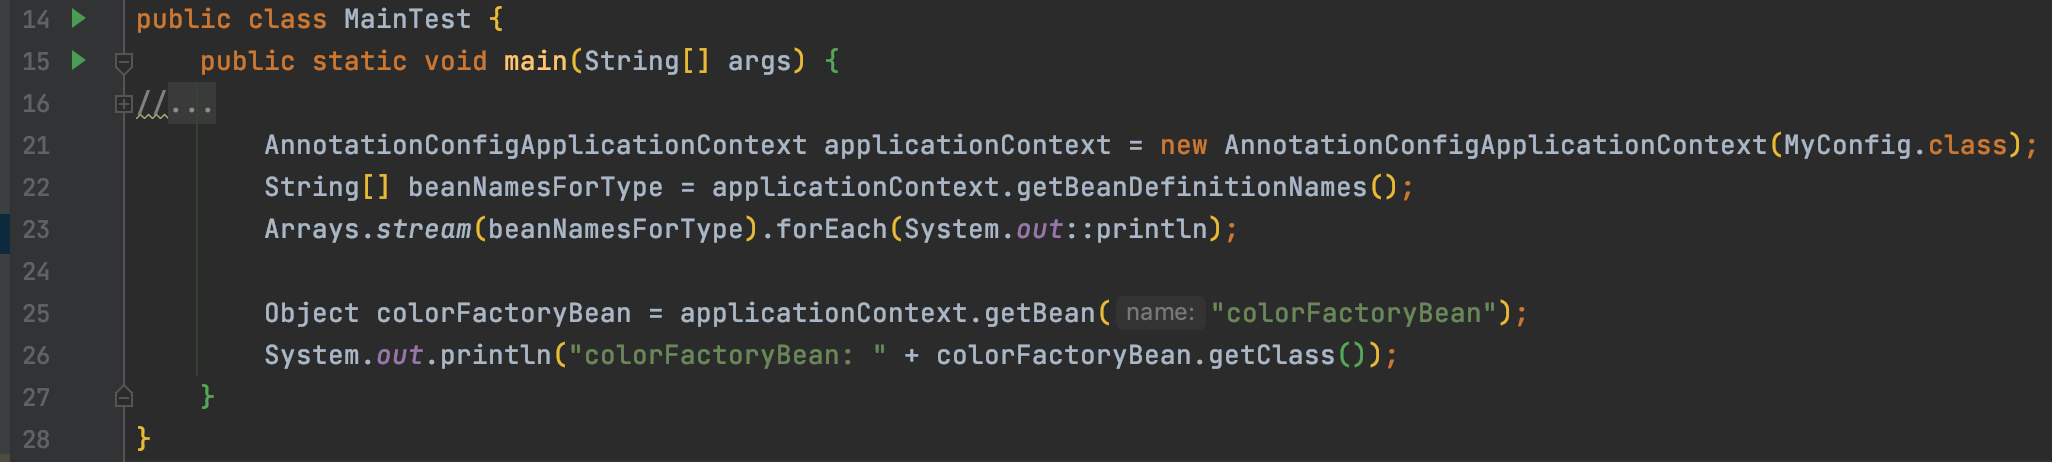 14 public class MainTest {
15 public static void main(String[] args) {
16 //...
21 AnnotationConfigApplicationContext applicationContext = new AnnotationConfigApplicationContext(MyConfig.class);
22 String[] beanNamesForType = applicationContext.getBeanDefinitionNames();
23 Arrays.stream(beanNamesForType).forEach(System.out::println);
24
25 Object colorFactoryBean = applicationContext.getBean( name: "colorFactoryBean");
26 System.out.println("colorFactoryBean: " + colorFactoryBean.getClass());
27 }
28 }